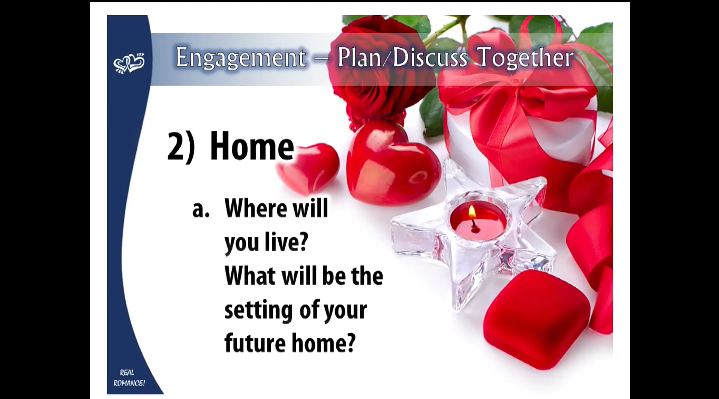 Engagement – Plan/Discuss Together
2) Home
a. Where will
you live?
What will be the
setting of your
future home?
REAL
ROMANCE!